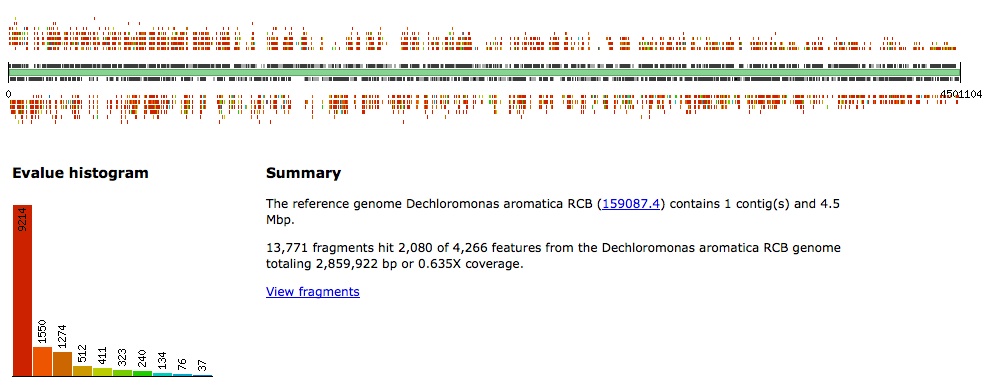 0
4501104
Evalue histogram
Summary
The reference genome Dechloromonas aromatica RCB (159087.4) contains 1 contig(s) and 4.5
Mbp.
13,771 fragments hit 2,080 of 4,266 features from the Dechloromonas aromatica RCB genome
totaling 2,859,922 bp or 0.635X coverage.
View fragments
9214
1550
1274
512
411
323
240
134
76
37